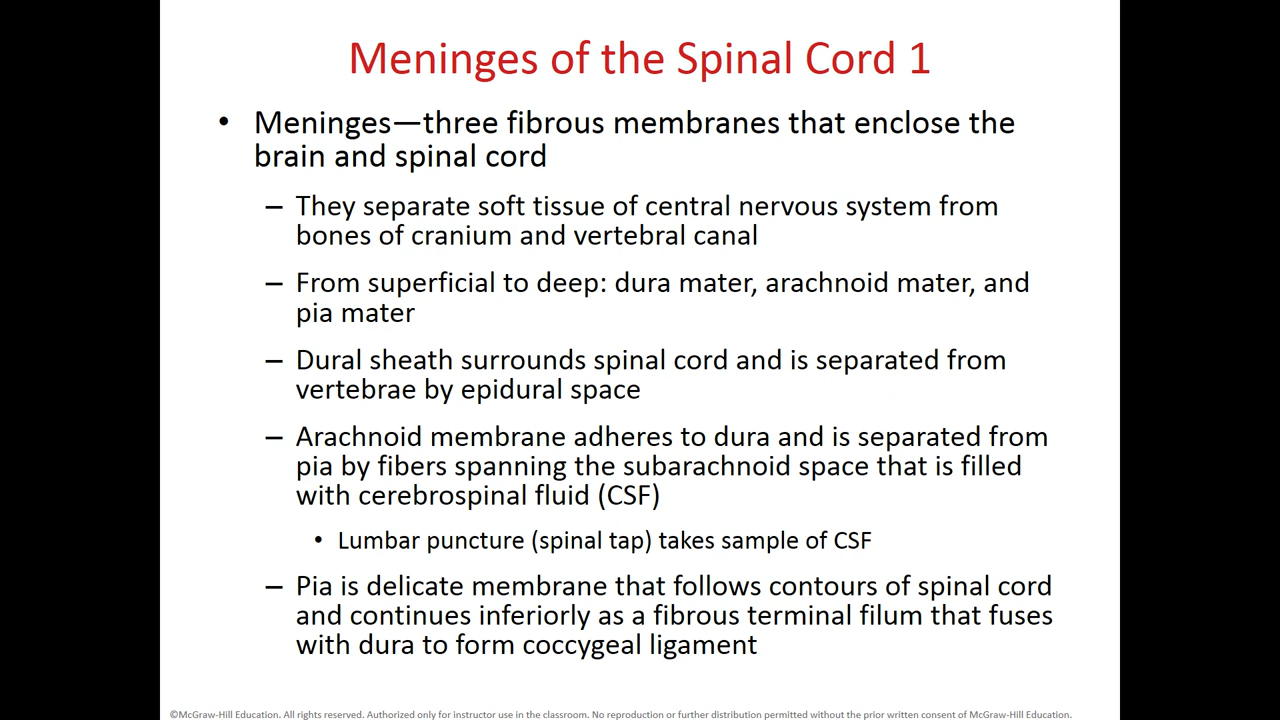 Meninges of the Spinal Cord 1
• Meninges—three fibrous membranes that enclose the
brain and spinal cord
– They separate soft tissue of central nervous system from
bones of cranium and vertebral canal
– From superficial to deep: dura mater, arachnoid mater, and
pia mater
– Dural sheath surrounds spinal cord and is separated from
vertebrae by epidural space
– Arachnoid membrane adheres to dura and is separated from
pia by fibers spanning the subarachnoid space that is filled
with cerebrospinal fluid (CSF)
• Lumbar puncture (spinal tap) takes sample of CSF
– Pia is delicate membrane that follows contours of spinal cord
and continues inferiorly as a fibrous terminal filum that fuses
with dura to form coccygeal ligament
©McGraw-Hill Education. All rights reserved. Authorized only for instructor use in the classroom. No reproduction or further distribution permitted without the prior written consent of McGraw-Hill Education.